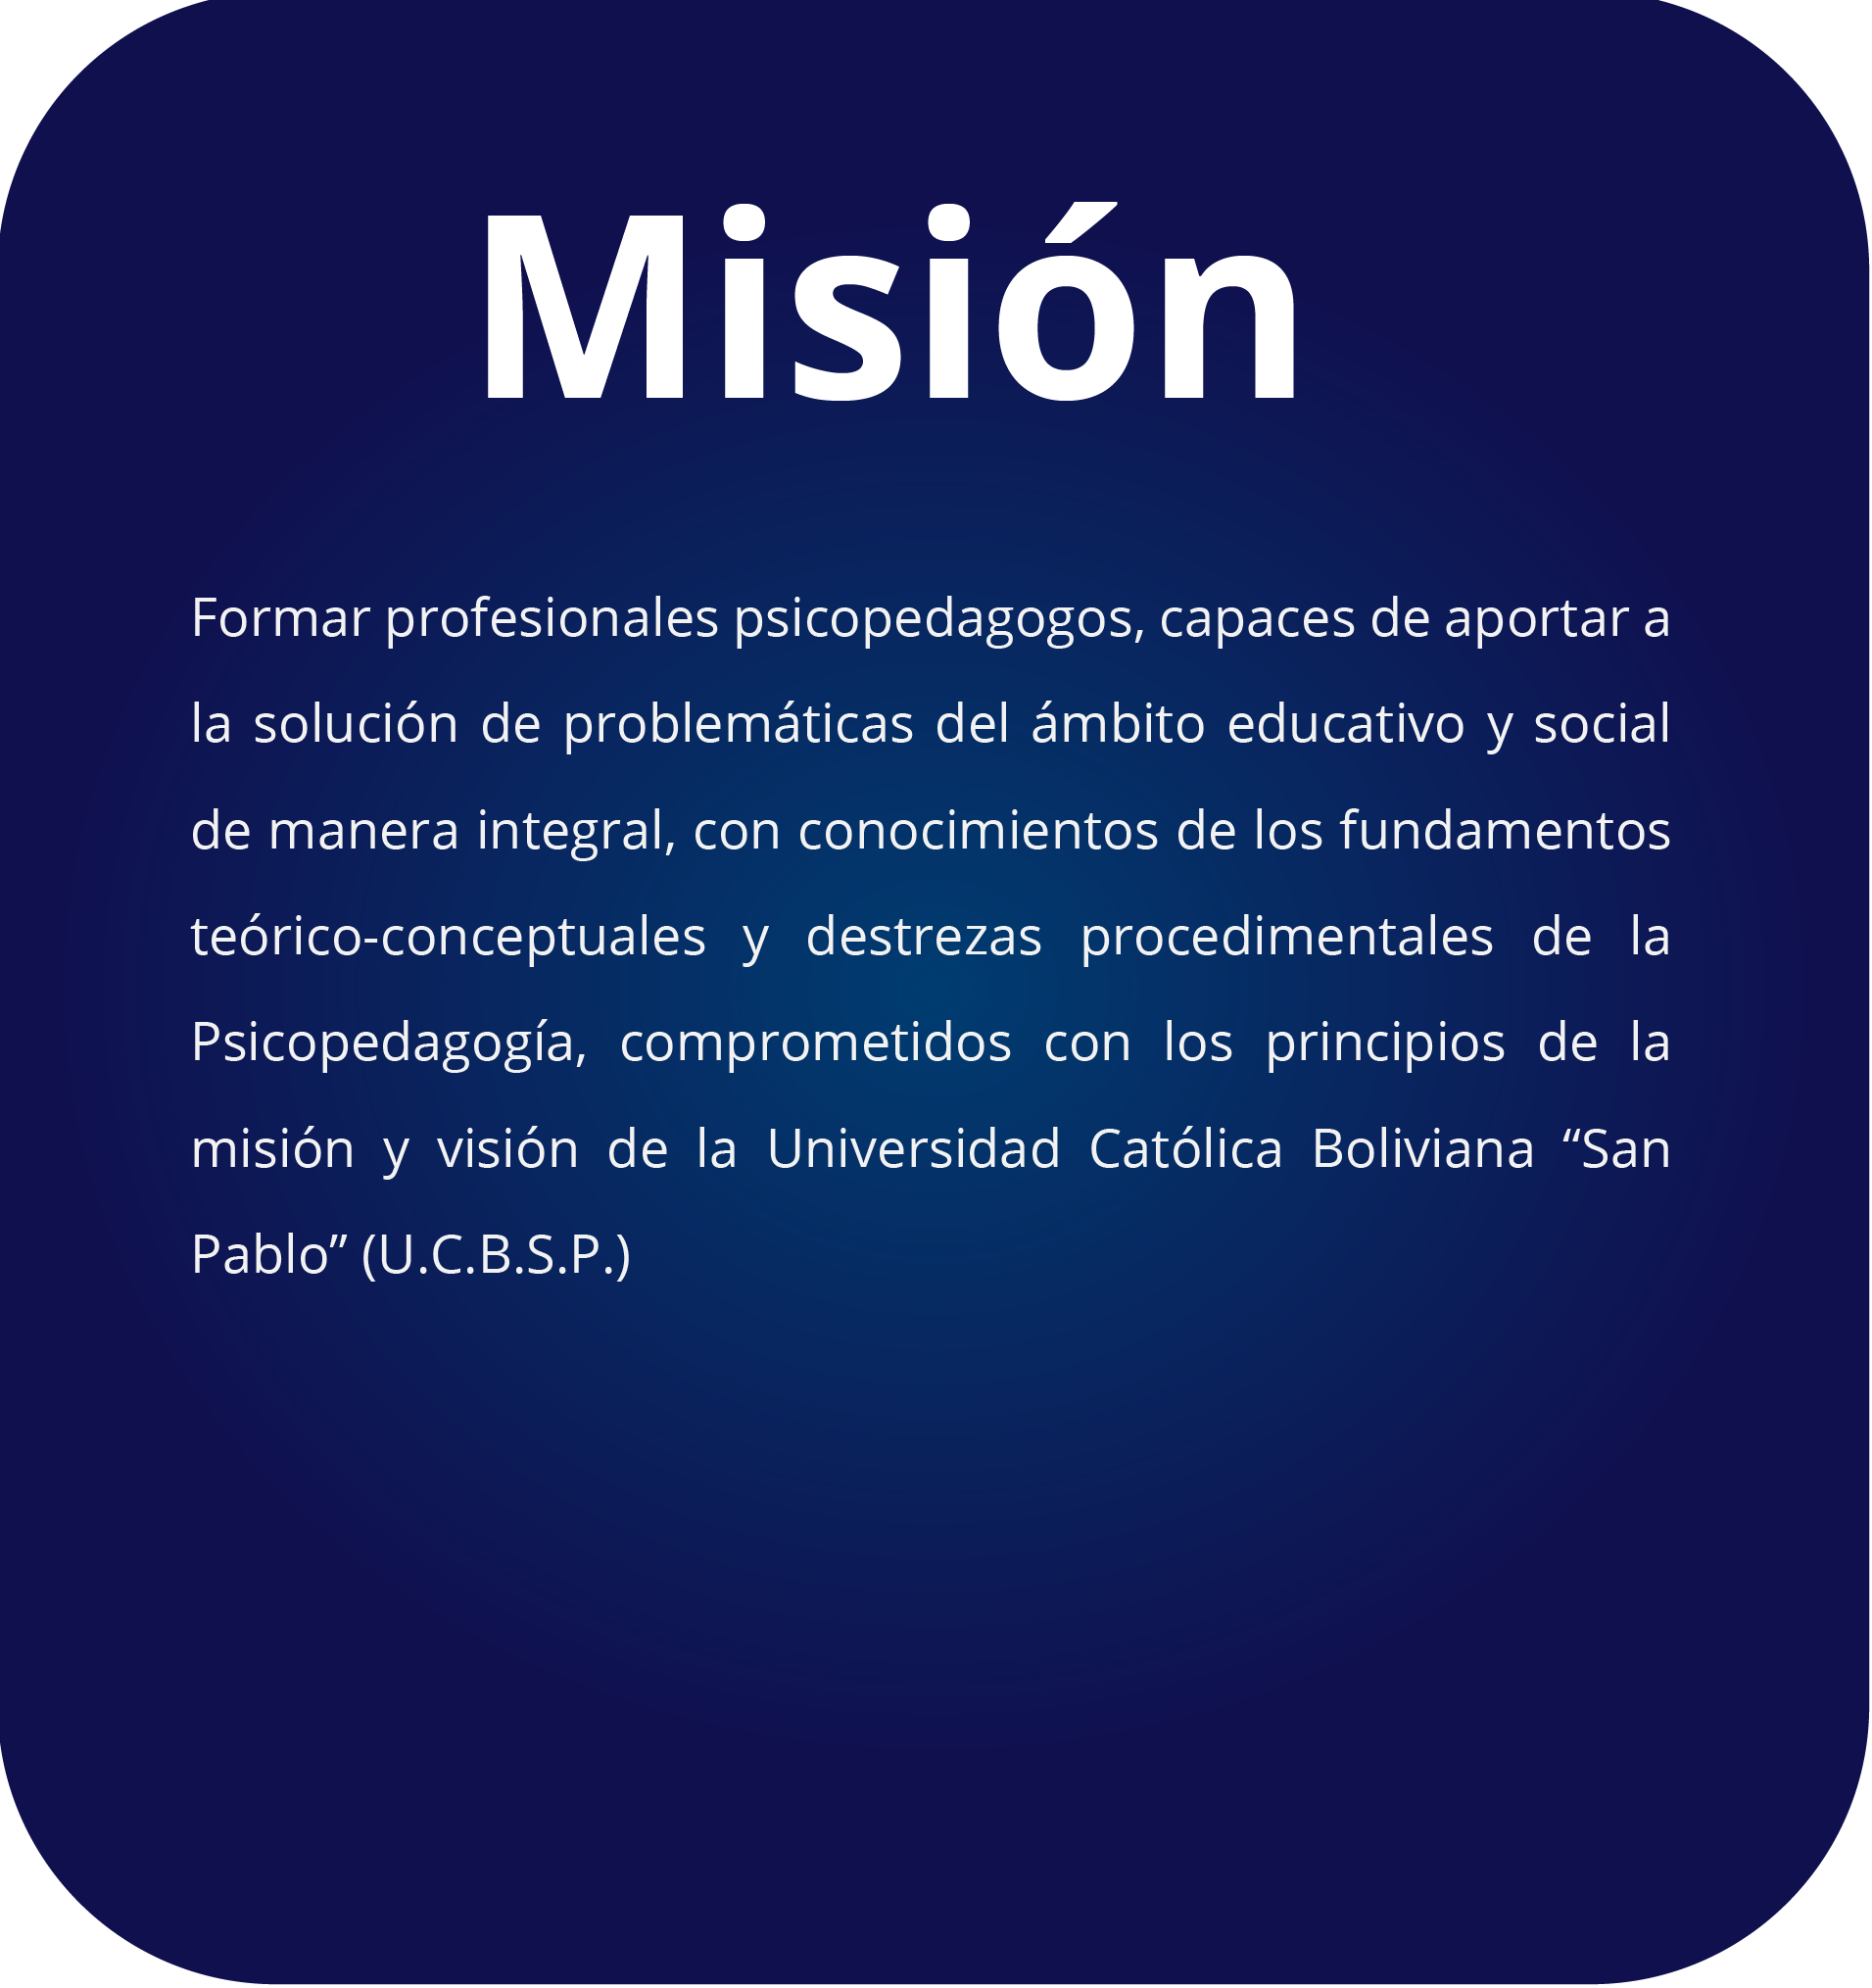 Misión
Formar profesionales psicopedagogos, capaces de aportar a
la solución de problemáticas del ámbito educativo y social
de manera integral, con conocimientos de los fundamentos
teórico-conceptuales y destrezas procedimentales de la
Psicopedagogía, comprometidos con los principios de la
misión y visión de la Universidad Católica Boliviana “San
Pablo” (U.C.B.S.P.)